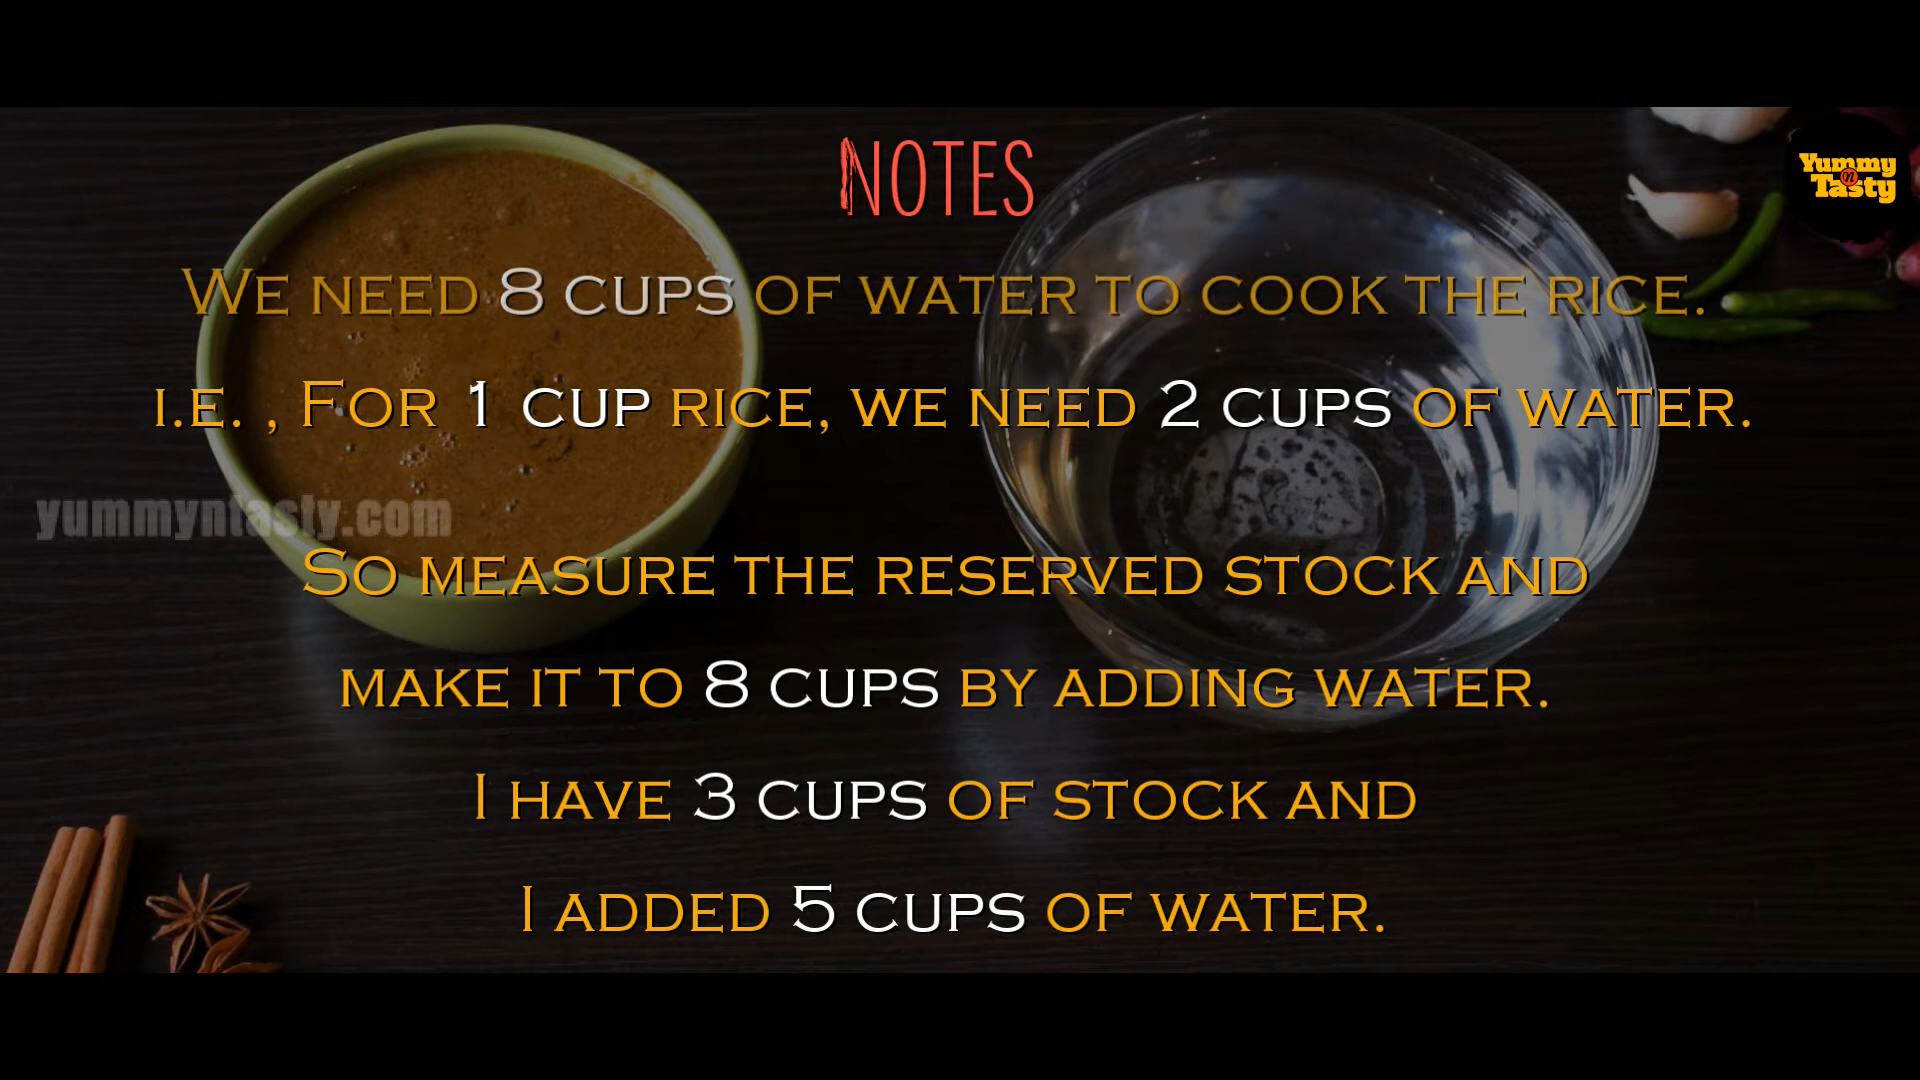 NOTES
Yummy
n
Tasty
We need 8 cups of water to cook the rice.
i.e. , For 1 cup rice, we need 2 cups of water.
yummyntasty.com
So measure the reserved stock and
make it to 8 cups by adding water.
I have 3 cups of stock and
I added 5 cups of water.